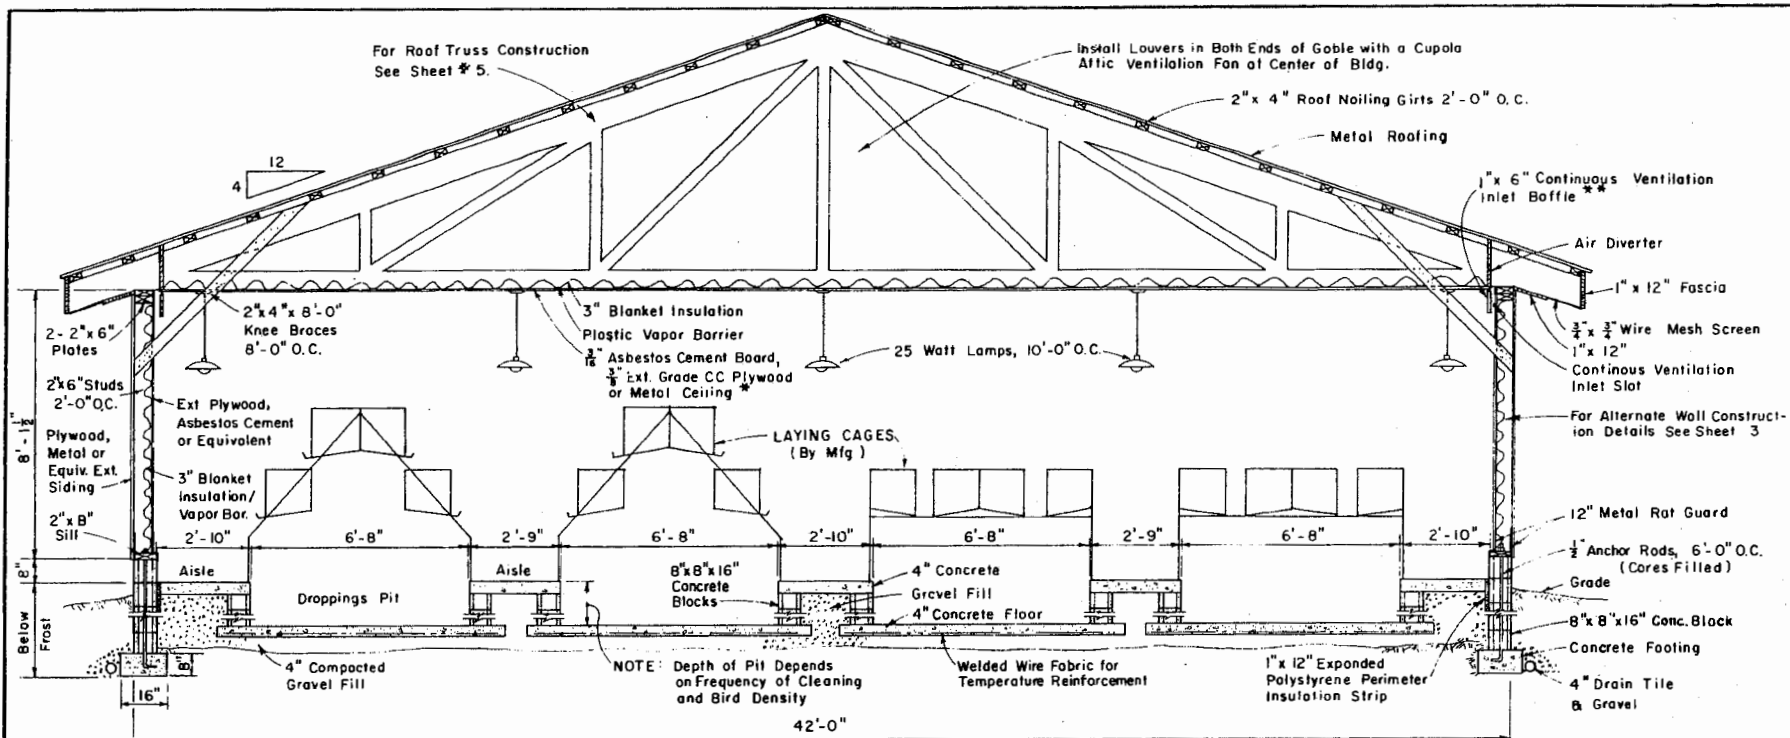 For Roof Truss Construction
See Sheet # 5.
Install Louvers in Both Ends of Goble with a Cupola
Attic Ventilation Fan at Center of Bldg.
2" x 4" Roof Noiling Girts 2'-0" O.C.
Metal Roofing
12
4
1" x 6" Continuous Ventilation
Inlet Boffle **
Air Diverter
1" x 12" Fascia
3/4" x 3/4" Wire Mesh Screen
1" x 12"
Continous Ventilation
Inlet Slot
For Alternate Wall Construct-
ion Details See Sheet 3
2"x 4" x 8'-0"
Knee Braces
8'-0" O.C.
3" Blanket Insulation
Plastic Vapor Barrier
3/16" Asbestos Cement Board,
3/8" Ext. Grade CC Plywood
or Metal Ceiling *
25 Watt Lamps, 10'-0" O.C.
2- 2" x 6"
Plates
2"x 6" Studs
2'-0" O.C.
Ext Plywood,
Asbestos Cement
or Equivalent
Plywood,
Metal or
Equiv. Ext.
Siding
3" Blanket
Insulation/
Vapor Bar.
2" x 8"
Sill
8'-1 1/2"
LAYING CAGES
(By Mfg)
2'-10"
6'-8"
2'-9"
6'-8"
2'-10"
6'-8"
2'-9"
6'-8"
2'-10"
12" Metal Rat Guard
1/2" Anchor Rods, 6'-0" O.C.
(Cores Filled)
Grade
8" x 8" x 16" Conc. Block
Concrete Footing
4" Drain Tile
& Gravel
8"
Aisle
Droppings Pit
Aisle
8"x8"x16"
Concrete
Blocks
4" Concrete
Gravel Fill
4" Concrete Floor
Below
Frost
8"
16"
4" Compacted
Gravel Fill
NOTE: Depth of Pit Depends
on Frequency of Cleaning
and Bird Density
Welded Wire Fabric for
Temperature Reinforcement
1" x 12" Exponded
Polystyrene Perimeter
Insulation Strip
42'-0"